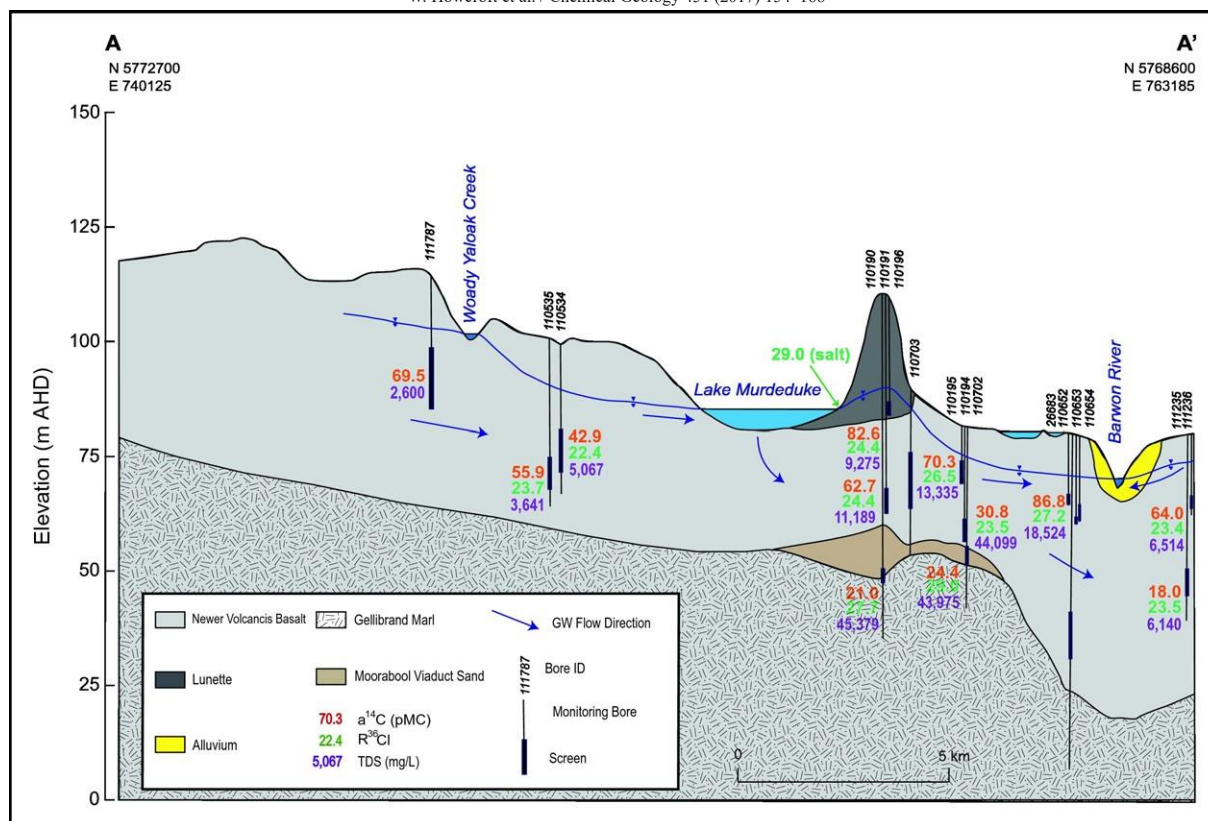 A
A'
N 5772700
E 740125
N 5768600
E 763185
Elevation (m AHD)
150
125
100
75
50
25
0
111787
Woady Yaloak Creek
110535
110534
Lake Murdeduke
29.0 (salt)
110190
110191
110196
110703
110195
110194
110702
26683
110652
110653
110654
Barwon River
111235
111236
69.5
2,600
55.9
23.7
3,641
42.9
22.4
5,067
82.6
24.4
9,275
62.7
24.4
11,189
21.0
27.7
45,379
70.3
26.5
13,335
30.8
23.5
44,099
24.4
43,975
86.8
27.2
18,524
64.0
23.4
6,514
18.0
23.5
6,140
Newer Volcancis Basalt
Gellibrand Marl
GW Flow Direction
Lunette
Moorabool Viaduct Sand
111787
Bore ID
Monitoring Bore
Screen
Alluvium
70.3 a14C (pMC)
22.4 R36Cl
5,067 TDS (mg/L)
0 5 km